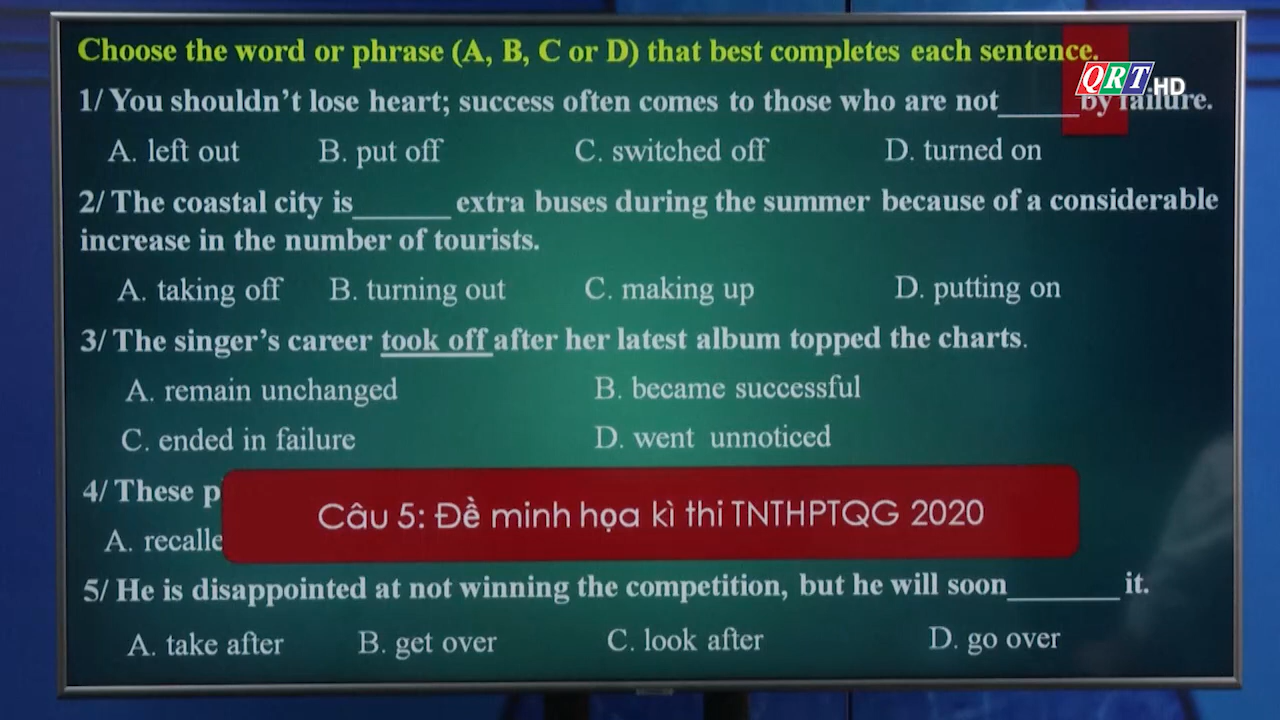 Choose the word or phrase (A, B, C or D) that best completes each sentence.
QRT HD
1/ You shouldn't lose heart; success often comes to those who are not______by failure.
A. left out B. put off C. switched off D. turned on
2/ The coastal city is_______ extra buses during the summer because of a considerable
increase in the number of tourists.
A. taking off B. turning out C. making up D. putting on
3/ The singer's career took off after her latest album topped the charts.
A. remain unchanged B. became successful
C. ended in failure D. went unnoticed
4/ These
Câu 5: Đề minh họa kì thi TNTHPTQG 2020
A.
5/ He is disappointed at not winning the competition, but he will soon________ it.
A. take after B. get over C. look after D. go over